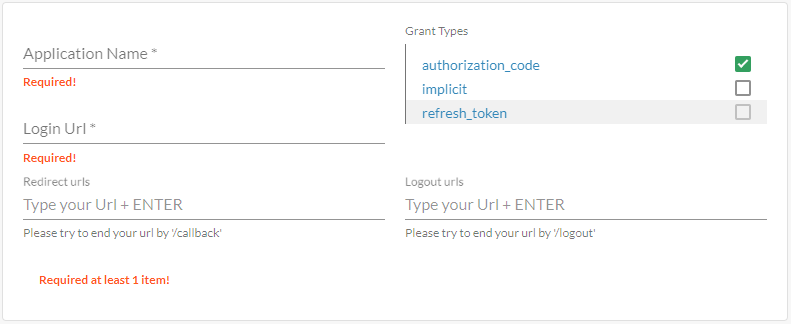 Grant Types
Application Name *
Required!
authorization_code
implicit
refresh_token
Login Url *
Required!
Redirect urls
Type your Url + ENTER
Please try to end your url by '/callback'
Logout urls
Type your Url + ENTER
Please try to end your url by '/logout'
Required at least 1 item!